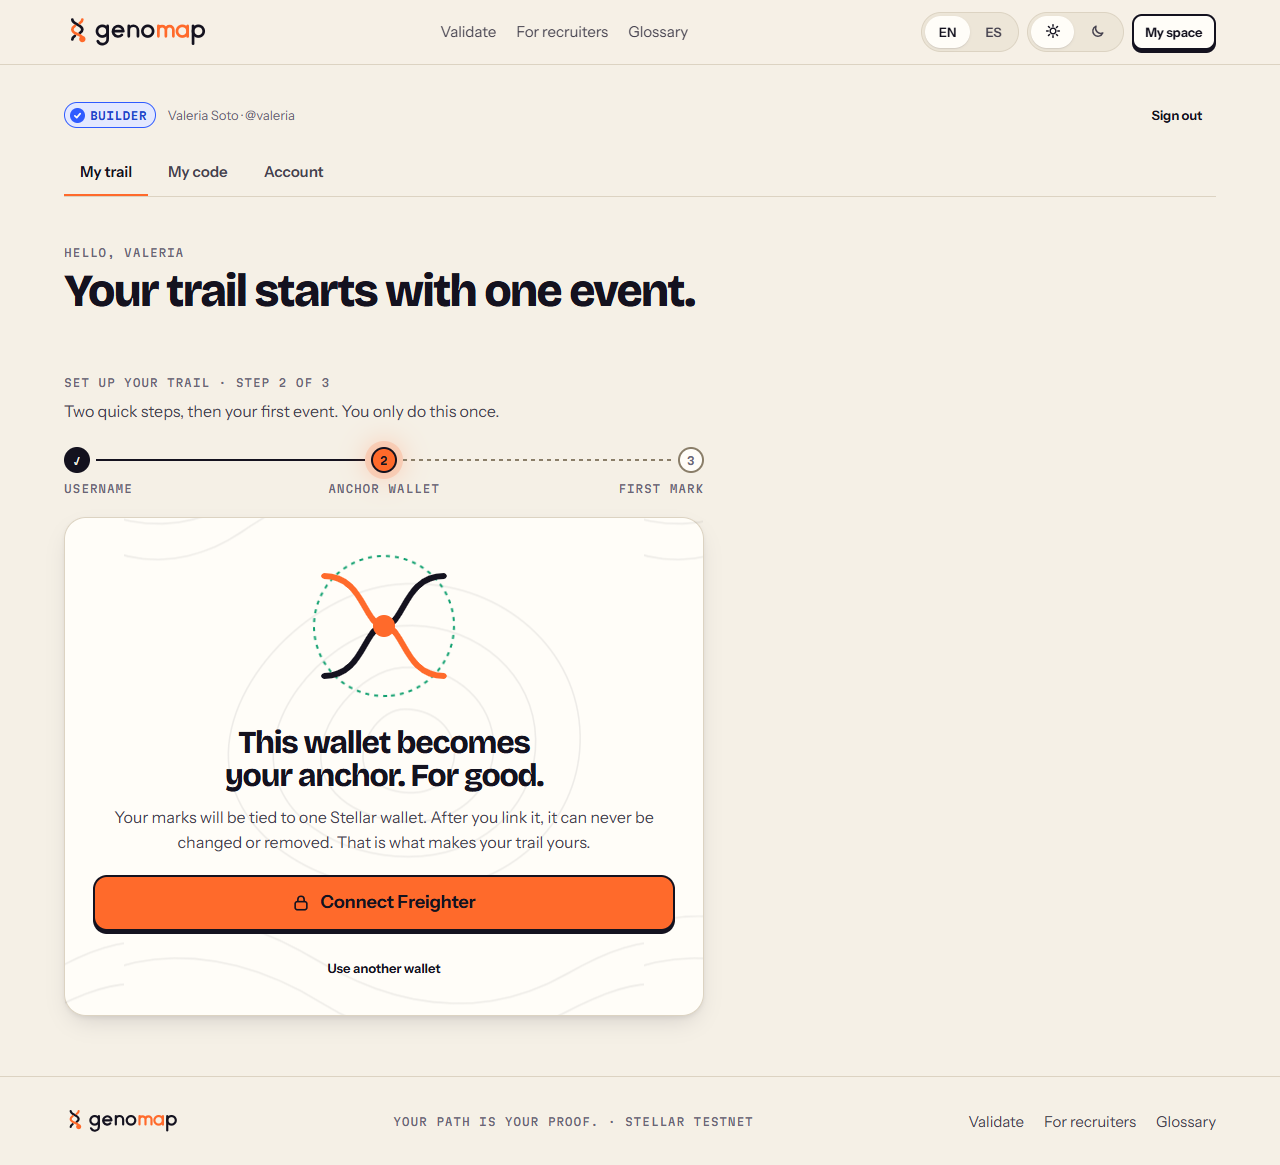 genomap
Validate For recruiters Glossary
EN ES
My space
BUILDER
Valeria Soto·@valeria
Sign out
My trail My code Account
HELLO, VALERIA
Your trail starts with one event.
SET UP YOUR TRAIL · STEP 2 OF 3
Two quick steps, then your first event. You only do this once.
✓ 2 3
USERNAME ANCHOR WALLET FIRST MARK
This wallet becomes
your anchor. For good.
Your marks will be tied to one Stellar wallet. After you link it, it can never be
changed or removed. That is what makes your trail yours.
Connect Freighter
Use another wallet
genomap
YOUR PATH IS YOUR PROOF. · STELLAR TESTNET
Validate For recruiters Glossary